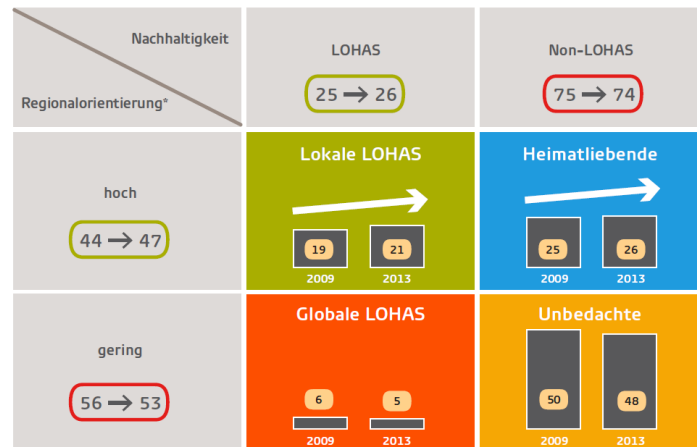 Nachhaltigkeit
Regionalorientierung*
LOHAS
25 → 26
Non-LOHAS
75 → 74
hoch
44 → 47
Lokale LOHAS
19 21
2009 2013
Heimatliebende
25 26
2009 2013
gering
56 → 53
Globale LOHAS
6 5
2009 2013
Unbedachte
50 48
2009 2013